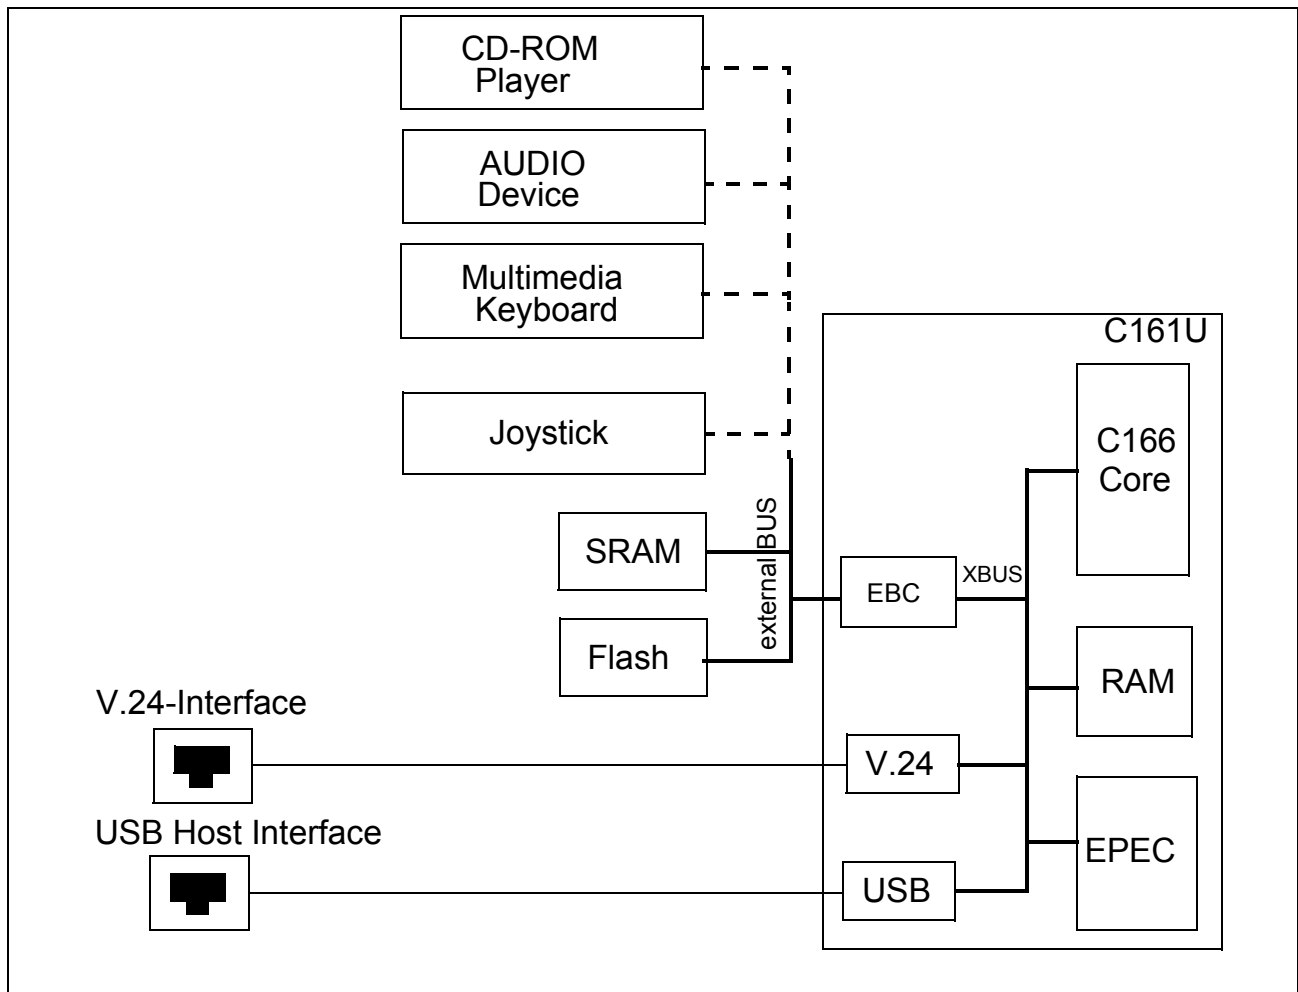 CD-ROM
Player
AUDIO
Device
Multimedia
Keyboard
C161U
Joystick
C166
Core
external BUS
SRAM
XBUS
EBC
Flash
RAM
V.24-Interface
V.24
USB Host Interface
EPEC
USB